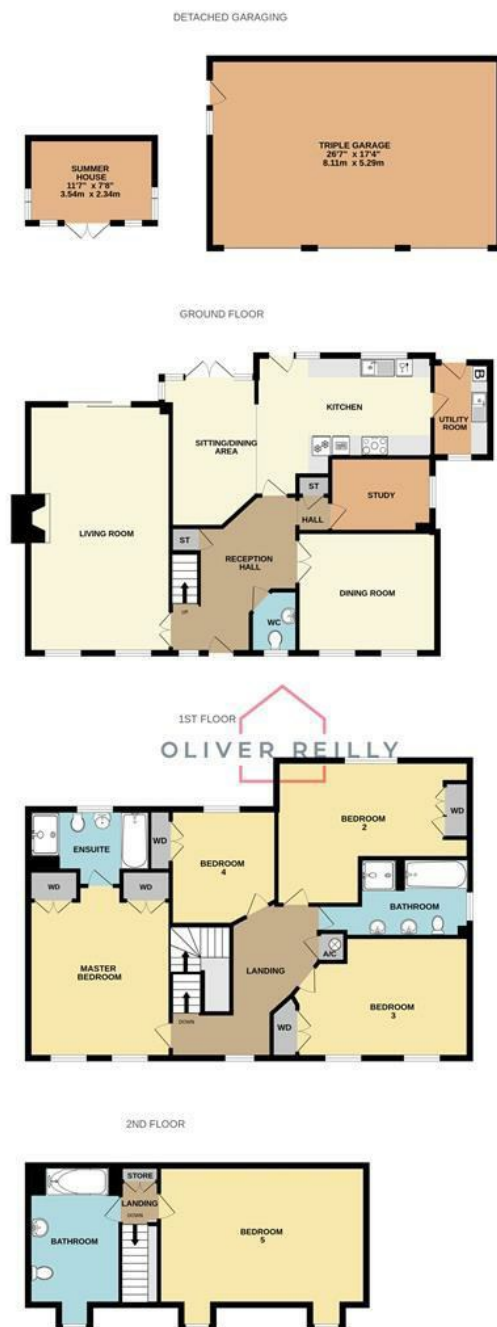 DETACHED GARAGING
TRIPLE GARAGE
26'7" x 17'4"
8.11m x 5.29m
SUMMER
HOUSE
11'7" x 7'8"
3.54m x 2.34m
GROUND FLOOR
B
KITCHEN
UTILITY
ROOM
SITTING/DINING
AREA
ST
STUDY
HALL
LIVING ROOM
ST
RECEPTION
HALL
DINING ROOM
UP
WC
1ST FLOOR
OLIVER REILLY
WD
BEDROOM
2
ENSUITE
WD
BEDROOM
4
WD
WD
BATHROOM
MASTER
BEDROOM
LANDING
A/C
BEDROOM
3
DOWN
WD
2ND FLOOR
STORE
LANDING
DOWN
BATHROOM
BEDROOM
5